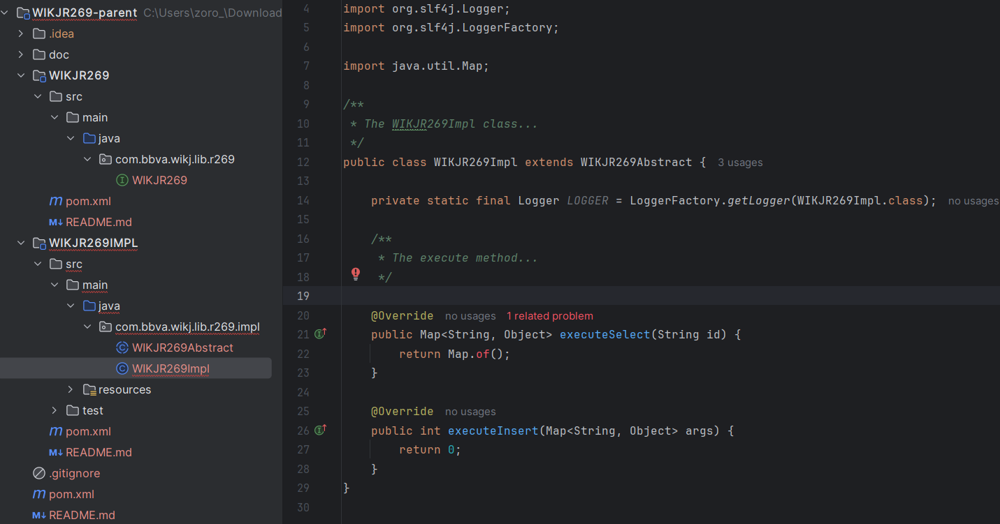 WIKJR269-parent C:\Users\zoro_\Download
.idea
doc
WIKJR269
src
main
java
com.bbva.wikj.lib.r269
WIKJR269
pom.xml
README.md
WIKJR269IMPL
src
main
java
com.bbva.wikj.lib.r269.impl
WIKJR269Abstract
WIKJR269Impl
resources
test
pom.xml
README.md
.gitignore
pom.xml
README.md
4 import org.slf4j.Logger;
5 import org.slf4j.LoggerFactory;
6
7 import java.util.Map;
8
9 /**
10 * The WIKJR269Impl class...
11 */
12 public class WIKJR269Impl extends WIKJR269Abstract { 3 usages
13
14 private static final Logger LOGGER = LoggerFactory.getLogger(WIKJR269Impl.class); no usages
15
16 /**
17 * The execute method...
18 */
19
20 @Override no usages 1 related problem
21 public Map<String, Object> executeSelect(String id) {
22 return Map.of();
23 }
24
25 @Override no usages
26 public int executeInsert(Map<String, Object> args) {
27 return 0;
28 }
29 }
30